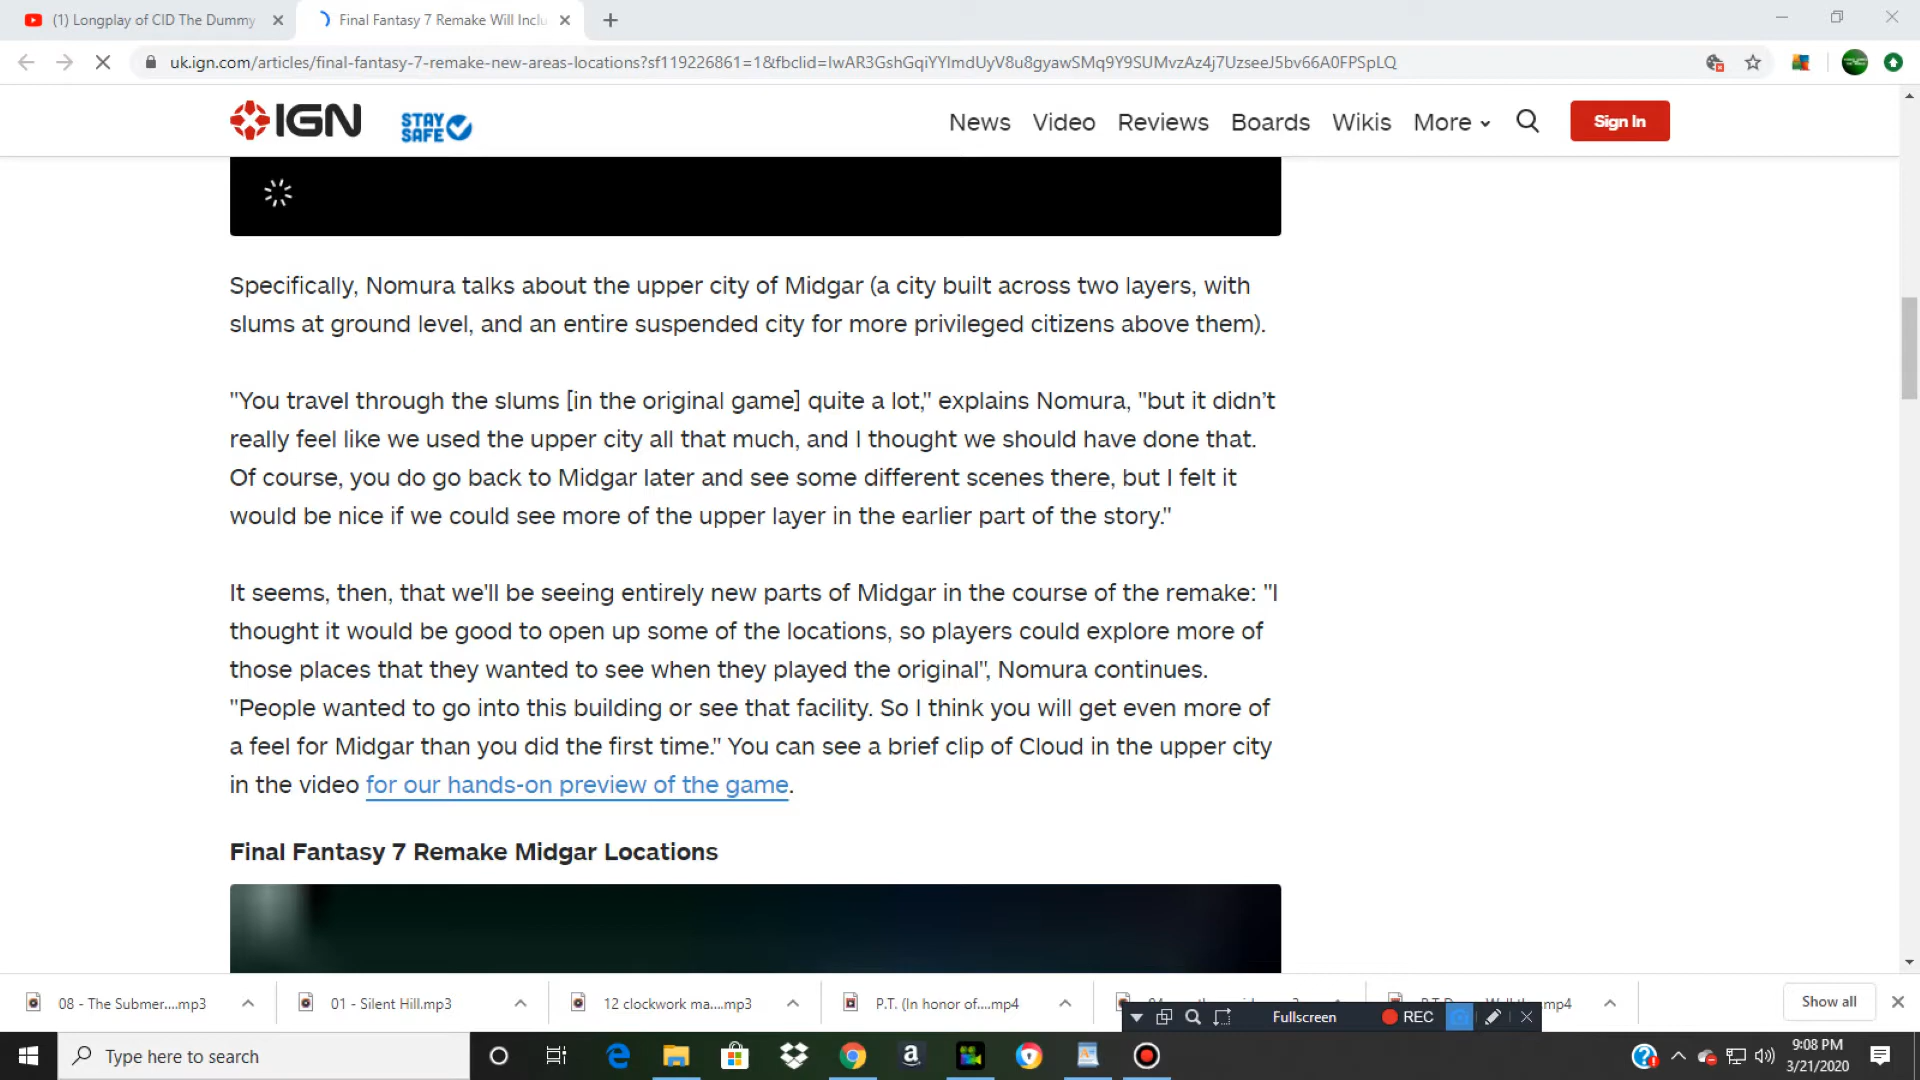 (1) Longplay of CID The Dummy
Final Fantasy 7 Remake Will Inclu
uk.ign.com/articles/final-fantasy-7-remake-new-areas-locations?sf119226861=1&fbclid=IwAR3GshGqiYYlmdUyV8u8gyawSMq9Y9SUMvzAz4j7UzseeJ5bv66A0FPSpLQ
IGN
STAY SAFE
News Video Reviews Boards Wikis More
Sign In
Specifically, Nomura talks about the upper city of Midgar (a city built across two layers, with
slums at ground level, and an entire suspended city for more privileged citizens above them).
"You travel through the slums [in the original game] quite a lot," explains Nomura, "but it didn't
really feel like we used the upper city all that much, and I thought we should have done that.
Of course, you do go back to Midgar later and see some different scenes there, but I felt it
would be nice if we could see more of the upper layer in the earlier part of the story."
It seems, then, that we'll be seeing entirely new parts of Midgar in the course of the remake: "I
thought it would be good to open up some of the locations, so players could explore more of
those places that they wanted to see when they played the original", Nomura continues.
"People wanted to go into this building or see that facility. So I think you will get even more of
a feel for Midgar than you did the first time." You can see a brief clip of Cloud in the upper city
in the video for our hands-on preview of the game.
Final Fantasy 7 Remake Midgar Locations
08 - The Submer....mp3
01 - Silent Hill.mp3
12 clockwork ma....mp3
P.T. (In honor of....mp4
mp4
Show all
Fullscreen
REC
Type here to search
9:08 PM
3/21/2020